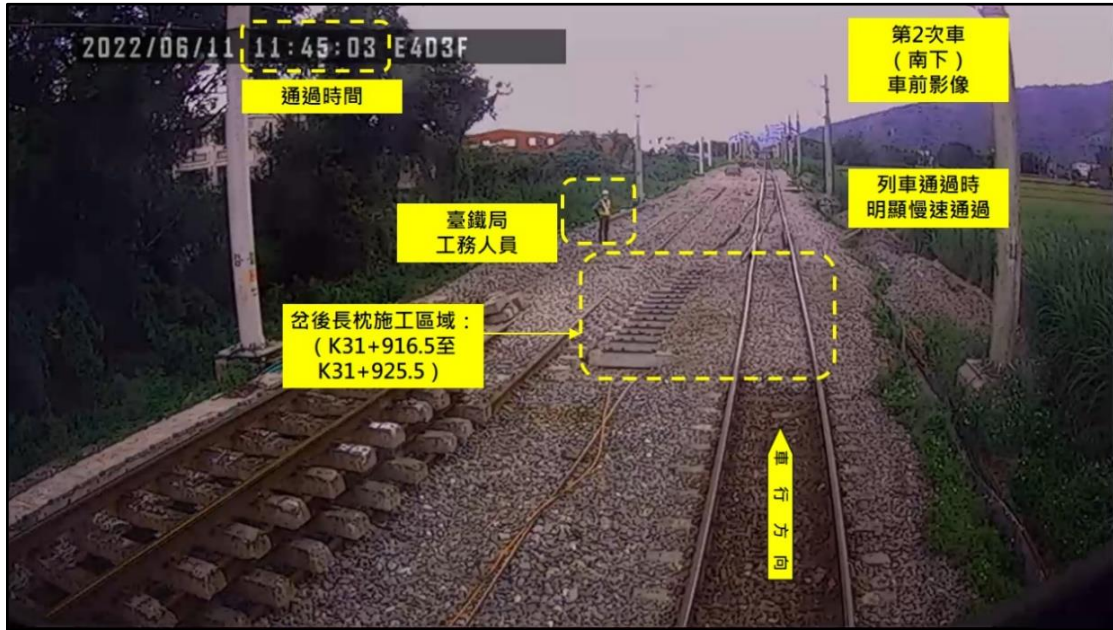 2022/06/11 11:45:03 E4D3F
通過時間
第2次車
（南下）
車前影像
列車通過時
明顯慢速通過
臺鐵局
工務人員
岔後長枕施工區域：
（K31+916.5至
K31+925.5）
車行方向